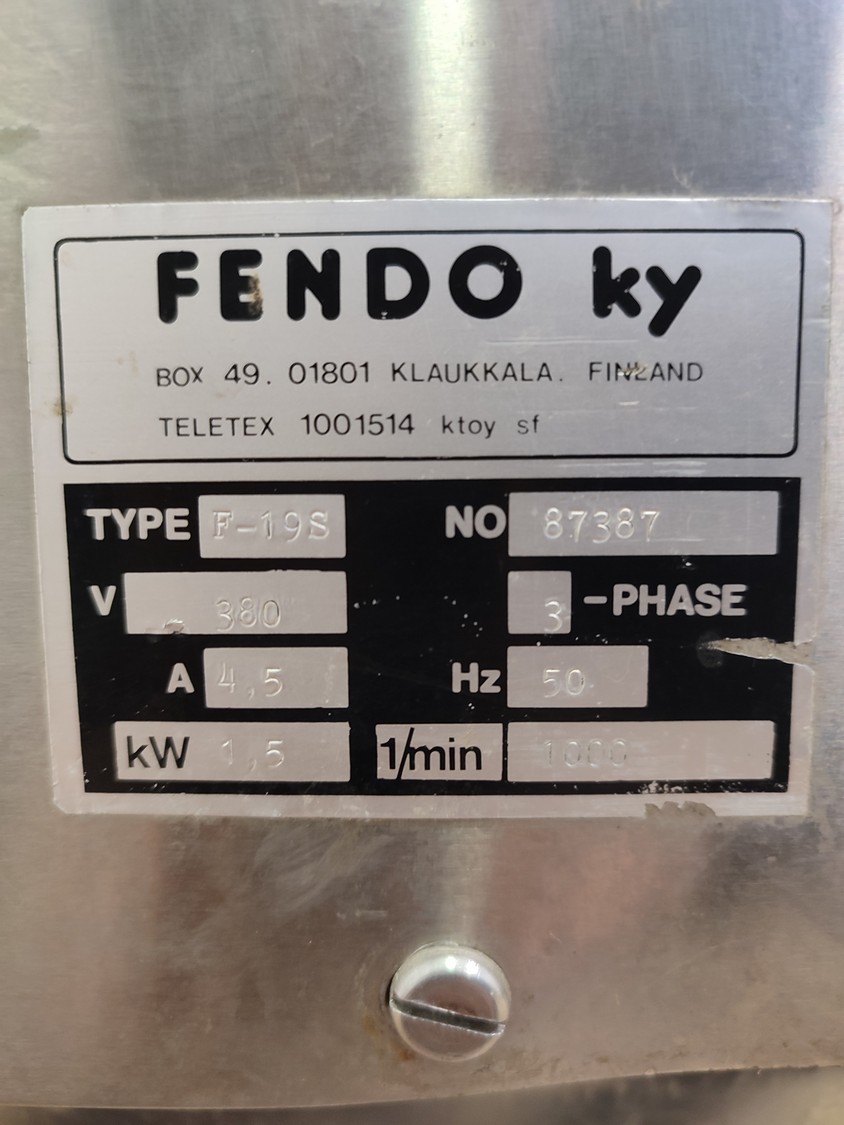 FENDO ky
BOX 49. 01801 KLAUKKALA. FINLAND
TELETEX 1001514 ktoy sf
TYPE F-19S NO 87387
V 380 3 -PHASE
A 4,5 Hz 50
kW 1,5 1/min 1000